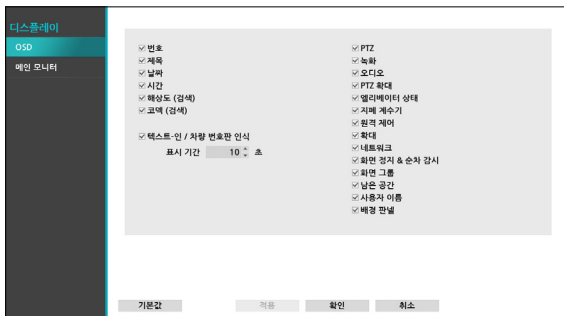 디스플레이
OSD
메인 모니터
번호
제목
날짜
시간
해상도 (검색)
코덱 (검색)
텍스트-인 / 차량 번호판 인식
표시 기간 10 초
PTZ
녹화
오디오
PTZ 확대
엘리베이터 상태
지폐 계수기
원격 제어
확대
네트워크
화면 정지 & 순차 감시
화면 그룹
남은 공간
사용자 이름
배경 판넬
기본값 적용 확인 취소